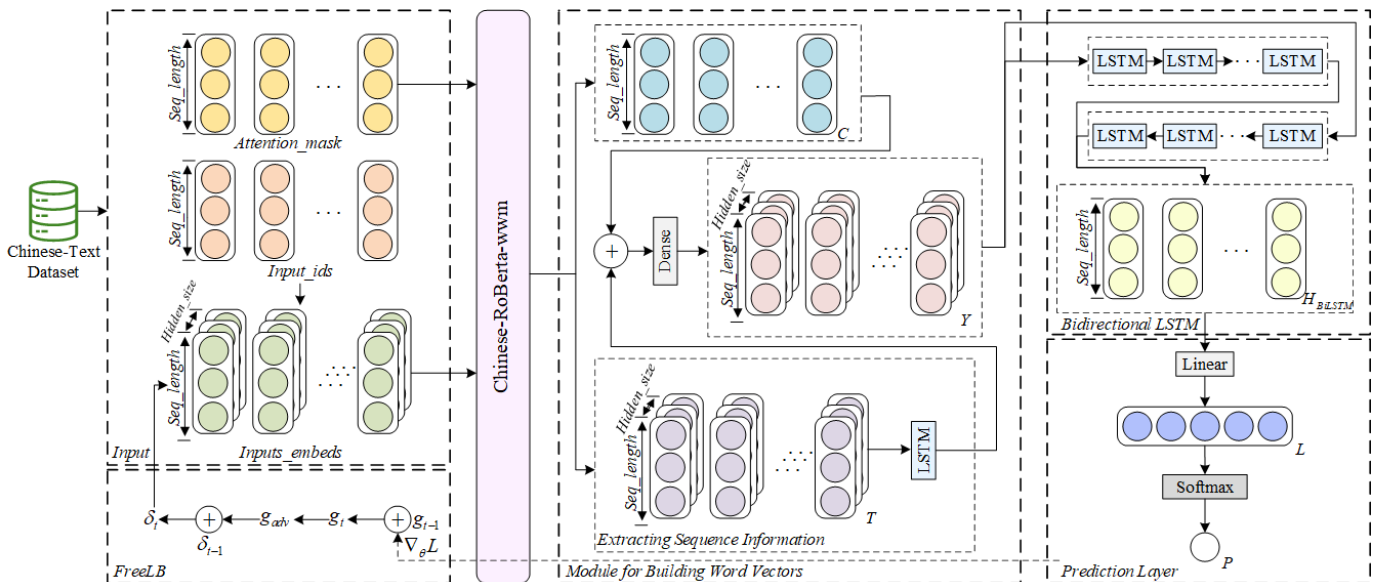 Chinese-Text
Dataset
Seq_length
Attention_mask
Seq_length
Input_ids
Hidden_size
Seq_length
Inputs_embeds
Input
δt
+
δt-1
gadv
gt
+
gt-1
∇θL
FreeLB
Chinese-RoBerta-wwm
Seq_length
C
+
Dense
Hidden_size
Seq_length
Y
Hidden_size
Seq_length
T
LSTM
Extracting Sequence Information
Module for Building Word Vectors
LSTM LSTM ... LSTM
LSTM LSTM ... LSTM
Seq_length
HBiLSTM
Bidirectional LSTM
Linear
L
Softmax
P
Prediction Layer